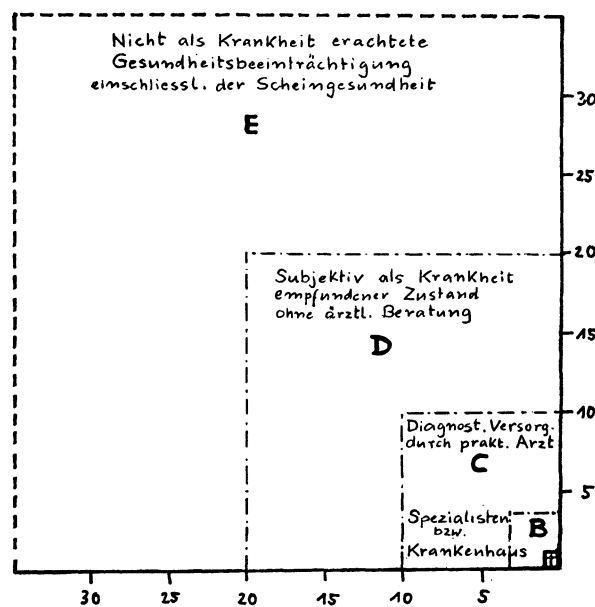 Nicht als Krankheit erachtete
Gesundheitsbeeinträchtigung
einschliessl. der Scheingesundheit
E
30
25
20
Subjektiv als Krankheit
empfundener Zustand
ohne ärztl. Beratung
D
15
10
Diagnost. Versorg.
durch prakt. Arzt
C
5
Spezialisten
bzw.
Krankenhaus
B
30 25 20 15 10 5